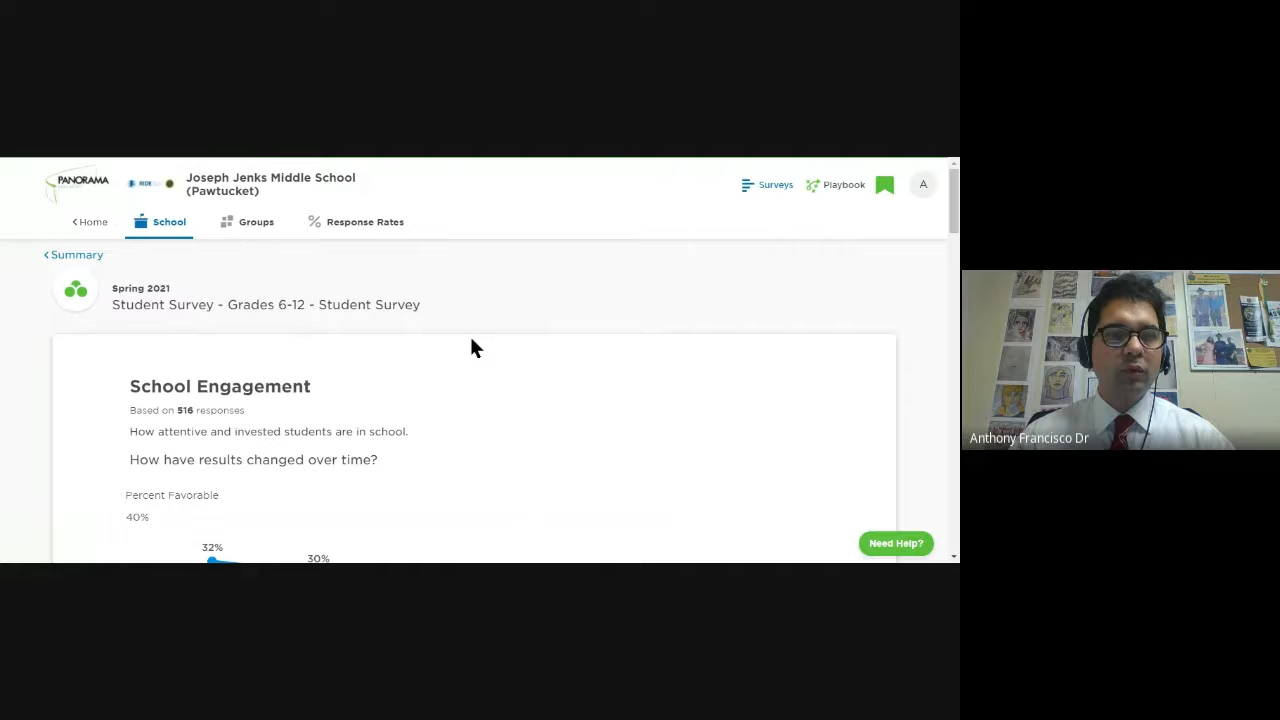 PANORAMA
RIDE
Joseph Jenks Middle School
(Pawtucket)
Surveys
Playbook
A
Home
School
Groups
Response Rates
Summary
Spring 2021
Student Survey - Grades 6-12 - Student Survey
School Engagement
Based on 516 responses
How attentive and invested students are in school.
How have results changed over time?
Percent Favorable
40%
32%
30%
Need Help?
Anthony Francisco Dr